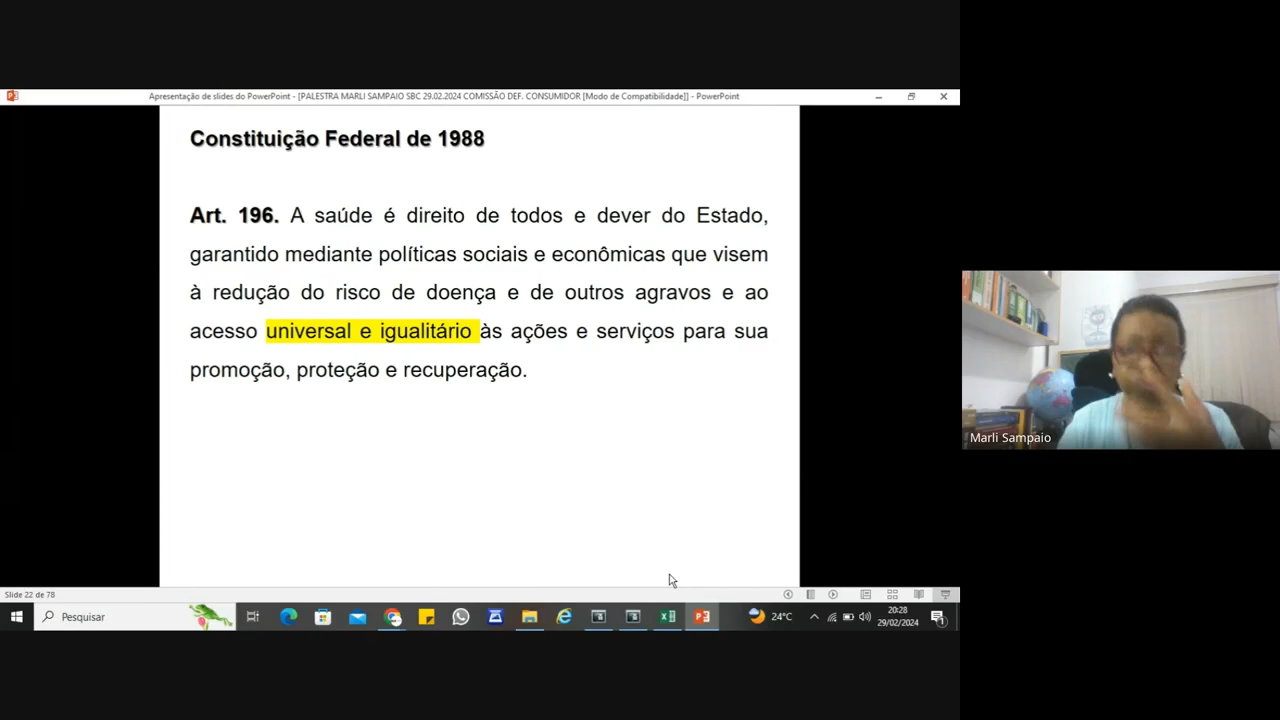 Apresentação de slides do PowerPoint - [PALESTRA MARLI SAMPAIO SBC 29.02.2024 COMISSÃO DEF. CONSUMIDOR [Modo de Compatibilidade]] - PowerPoint
Constituição Federal de 1988
Art. 196. A saúde é direito de todos e dever do Estado,
garantido mediante políticas sociais e econômicas que visem
à redução do risco de doença e de outros agravos e ao
acesso universal e igualitário às ações e serviços para sua
promoção, proteção e recuperação.
Marli Sampaio
Slide 22 de 78
Pesquisar
24°C
20:28
29/02/2024
1